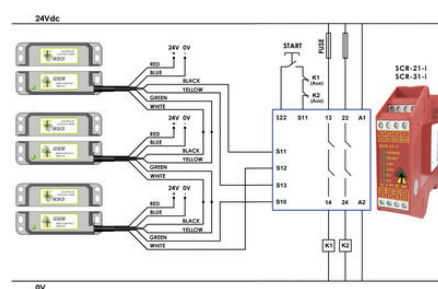 24Vdc
24V 0V
RED
BLUE
BLACK
YELLOW
GREEN
WHITE
24V 0V
RED
BLUE
BLACK
YELLOW
GREEN
WHITE
24V 0V
RED
BLUE
BLACK
YELLOW
GREEN
WHITE
START
FUSE
K1
(Aux)
K2
(Aux)
S22 S11 13 23 A1
S11
S12
S13
S10
14 24 A2
K1 K2
SCR-21-i
SCR-31-i
0V